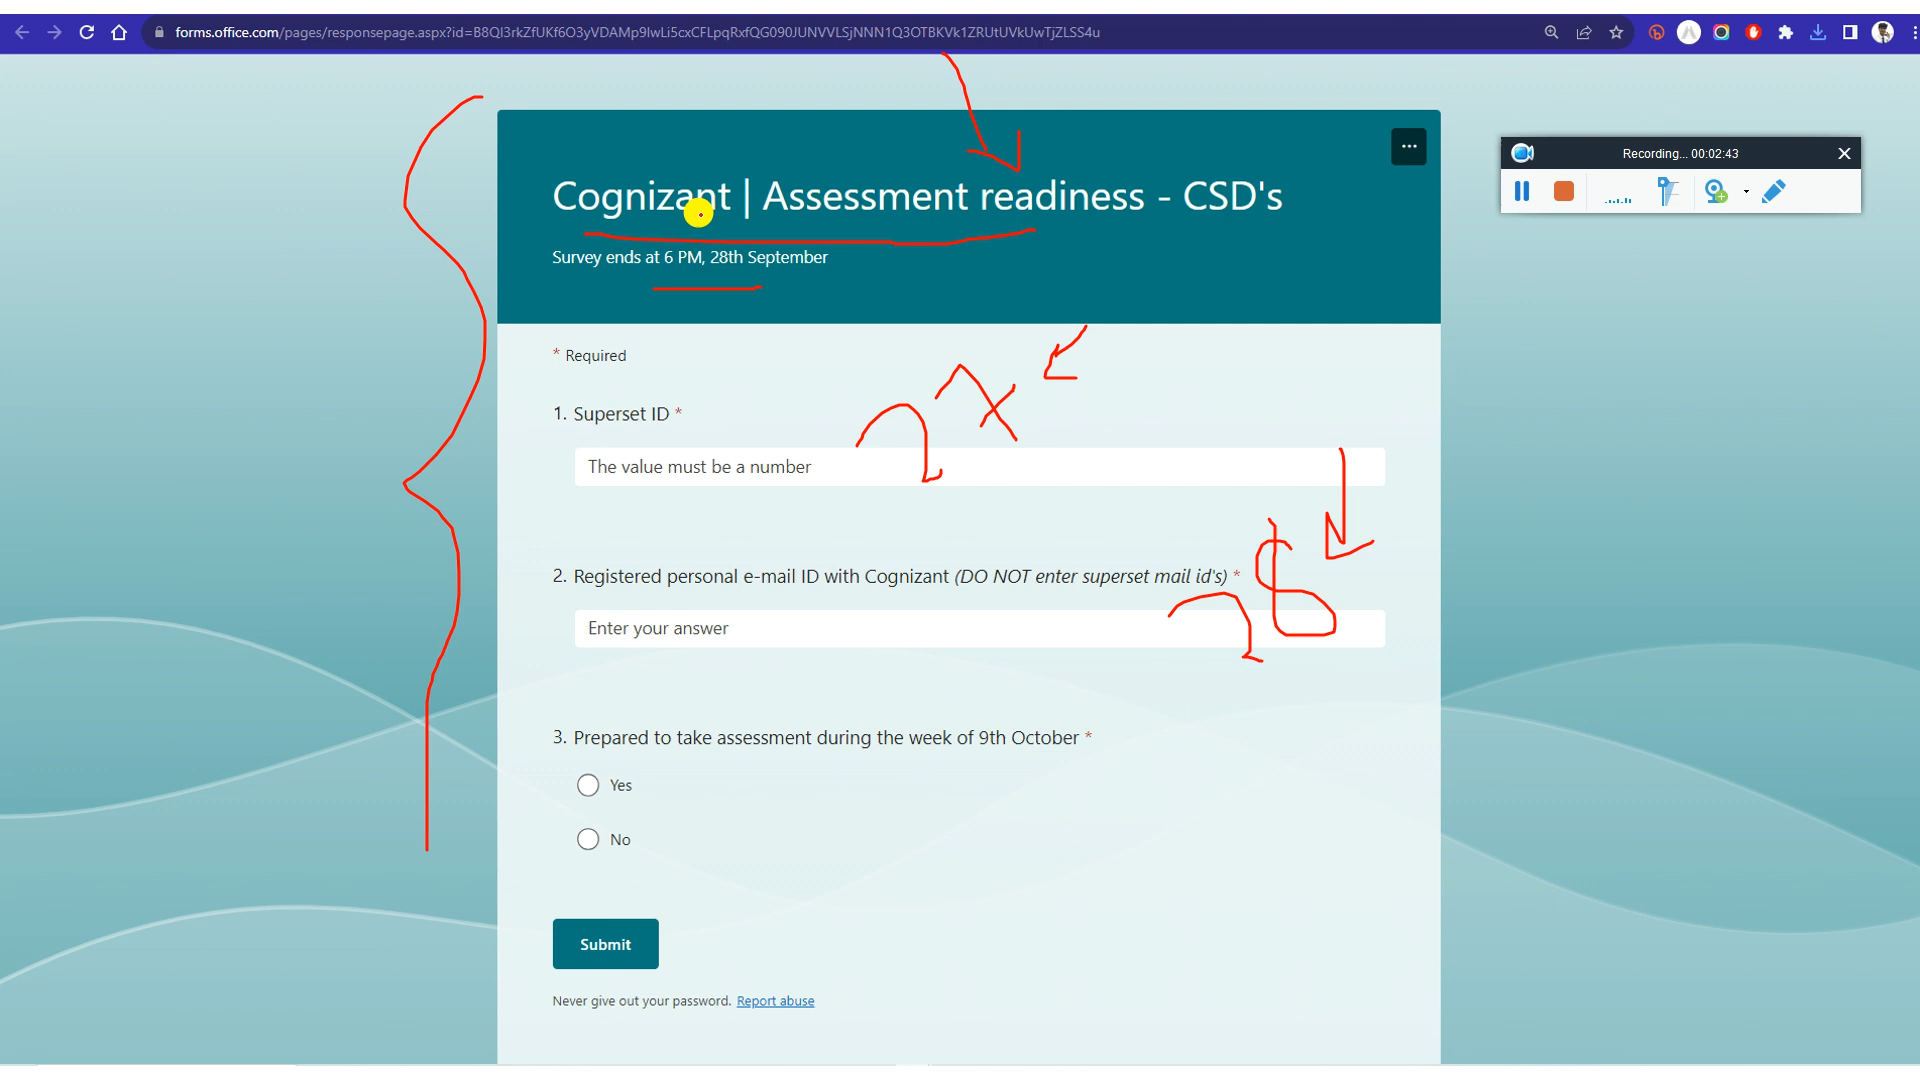 forms.office.com/pages/responsepage.aspx?id=B8QI3rkZfUKf6O3yVDAMp9lwLi5cxCFLpqRxfQG090JUNVVLSjNNN1Q3OTBKVk1ZRUtUVkUwTjZLSS4u
Recording... 00:02:43
Cognizant | Assessment readiness - CSD's
Survey ends at 6 PM, 28th September
* Required
1. Superset ID *
The value must be a number
2. Registered personal e-mail ID with Cognizant (DO NOT enter superset mail id's) *
Enter your answer
3. Prepared to take assessment during the week of 9th October *
Yes
No
Submit
Never give out your password. Report abuse